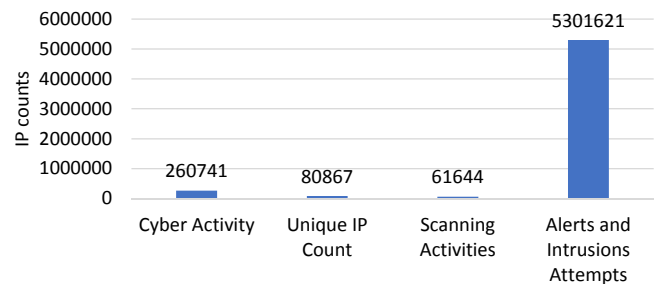 6000000
5000000
4000000
3000000
2000000
1000000
0
IP counts
260741
80867
61644
5301621
Cyber Activity
Unique IP
Count
Scanning
Activities
Alerts and
Intrusions
Attempts